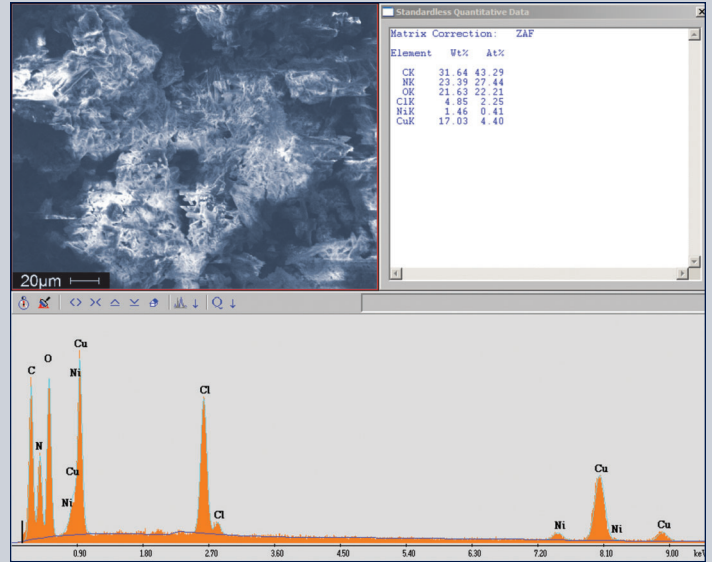 Standardless Quantitative Data
Matrix Correction: ZAF
Element Wt% At%
CK 31.64 43.29
NK 23.39 27.44
OK 21.63 22.21
ClK 4.85 2.25
NiK 1.46 0.41
CuK 17.03 4.40
20µm
Cu
O
C
Ni
Cl
N
Cu
Cu
Ni
Cl
Ni
Ni
Cu
0.90 1.80 2.70 3.60 4.50 5.40 6.30 7.20 8.10 9.00 keV